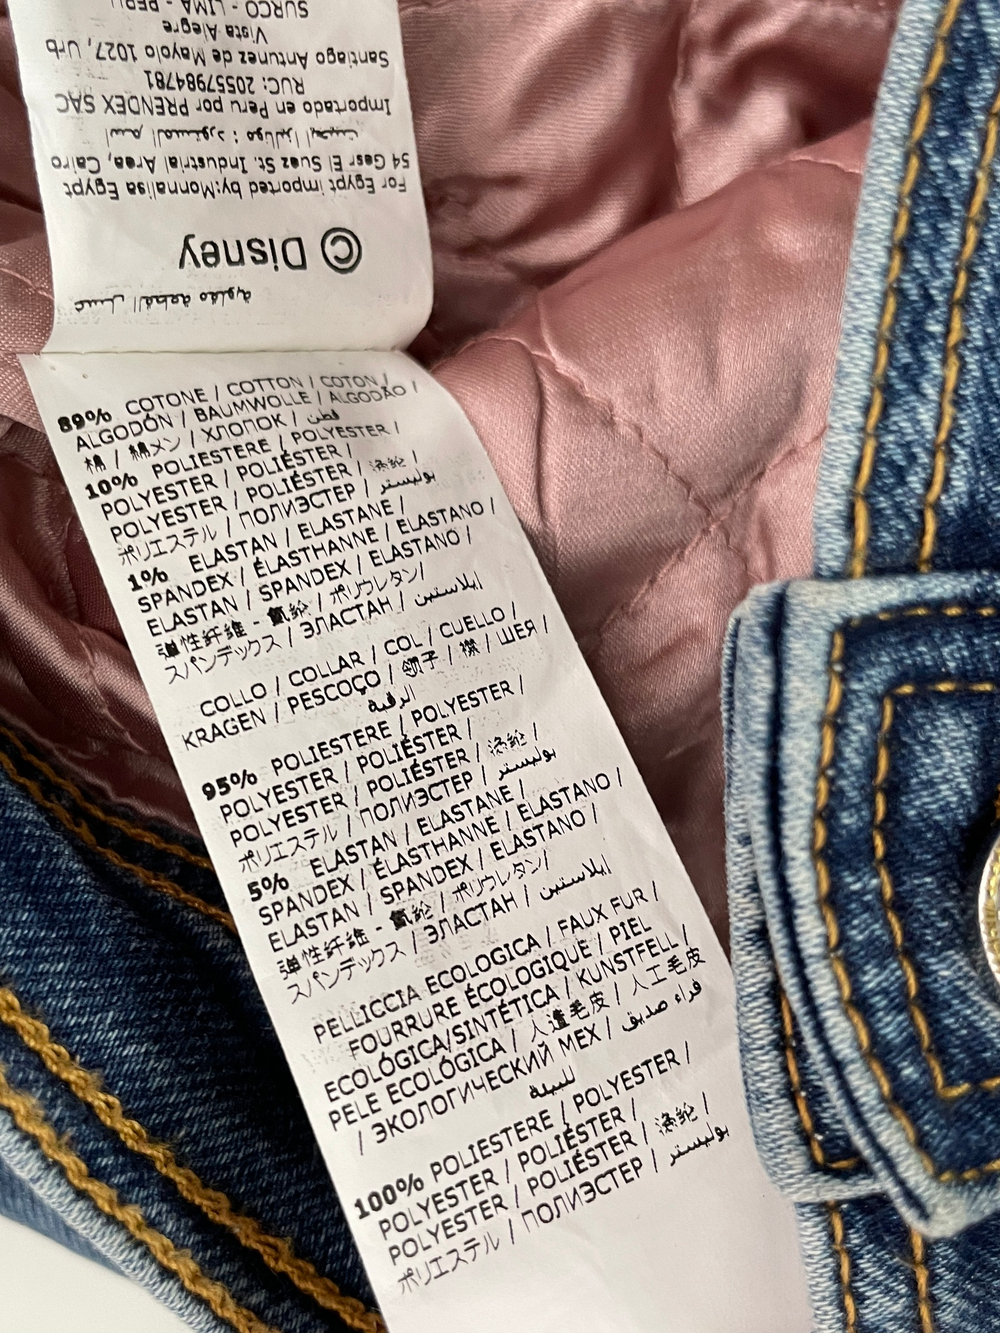 SURCO - LIMA - PERU
Vista Alegre
Santiago Antunez de Mayolo 1027, Urb
RUC: 20557984781
Importado en Peru por PRENDEX SAC
54 Gesr El Suez St. Industrial Area, Cairo
For Egypt imported by:Monnalisa Egypt
© Disney
89% COTONE / COTTON / COTON /
ALGODÓN / BAUMWOLLE / ALGODÃO /
棉 / 綿メン / ХЛОПОК / قطن
10% POLIESTERE / POLYESTER /
POLYESTER / POLIÉSTER /
POLYESTER / POLIÉSTER / 涤纶 /
ポリエステル / ПОЛИЭСТЕР / بوليستر
1% ELASTAN / ELASTANE /
SPANDEX / ÉLASTHANNE / ELASTANO /
ELASTAN / SPANDEX / ELASTANO /
弹性纤维 - 氨纶 / ポリウレタン/
スパンデックス / ЭЛАСТАН / ايلاستين
COLLO / COLLAR / COL / CUELLO /
KRAGEN / PESCOÇO / 领子 / 襟 / ШЕЯ /
الرقبة
95% POLIESTERE / POLYESTER /
POLYESTER / POLIÉSTER /
POLYESTER / POLIÉSTER / 涤纶 /
ポリエステル / ПОЛИЭСТЕР / بوليستر
5% ELASTAN / ELASTANE /
SPANDEX / ÉLASTHANNE / ELASTANO /
ELASTAN / SPANDEX / ELASTANO /
弹性纤维 - 氨纶 / ポリウレタン/
スパンデックス / ЭЛАСТАН / ايلاستين
PELLICCIA ECOLOGICA / FAUX FUR /
FOURRURE ÉCOLOGIQUE / PIEL
ECOLÓGICA/SINTÉTICA / KUNSTFELL /
PELE ECOLÓGICA / 人造毛皮 / 人工毛皮
/ ЭКОЛОГИЧЕСКИЙ МЕХ / فراء صديق
للبيئة
100% POLIESTERE / POLYESTER /
POLYESTER / POLIÉSTER /
POLYESTER / POLIÉSTER / 涤纶 /
ポリエステル / ПОЛИЭСТЕР / بوليستر